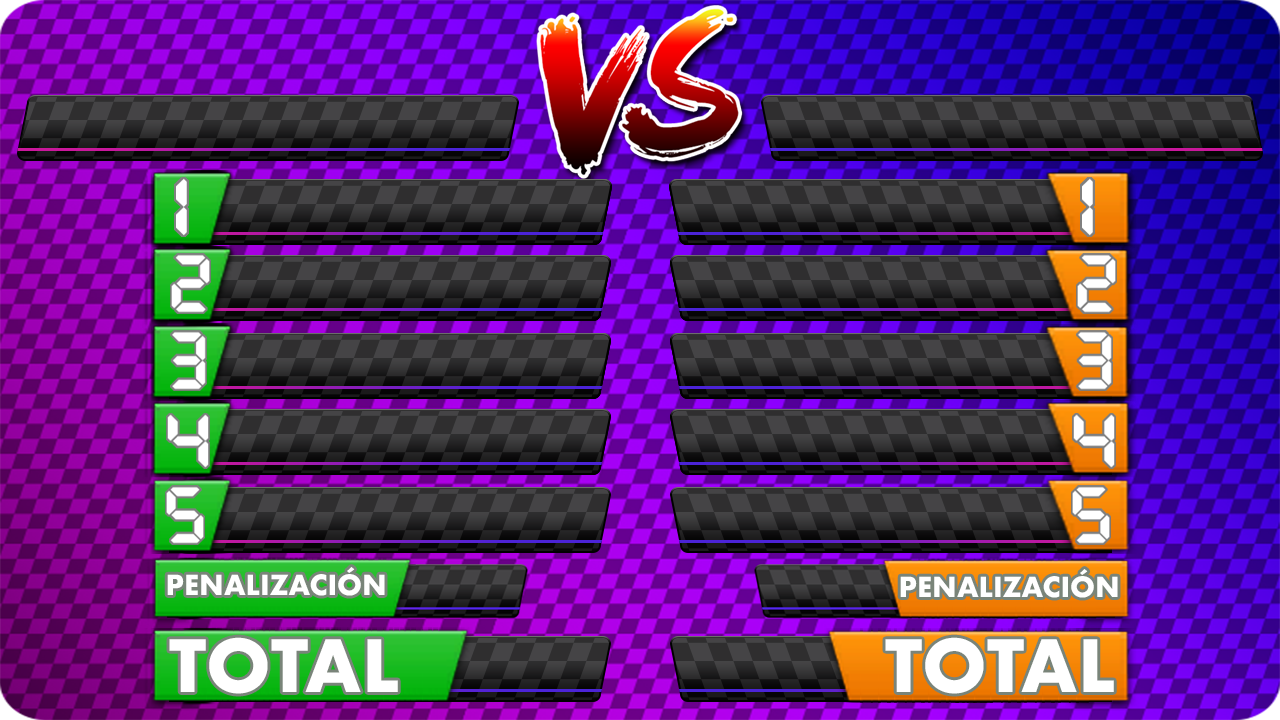 VS
1 1
2 2
3 3
4 4
5 5
PENALIZACIÓN PENALIZACIÓN
TOTAL TOTAL